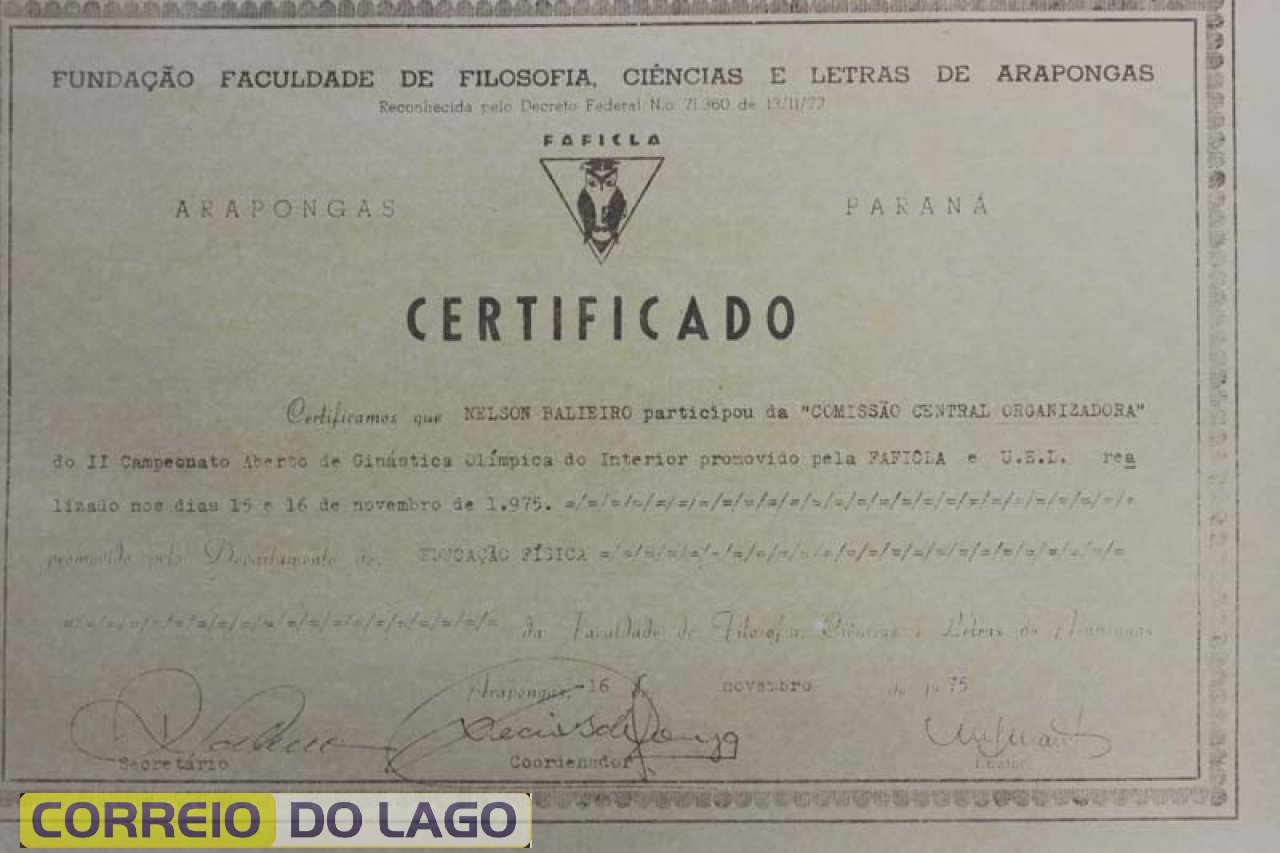 FUNDAÇÃO FACULDADE DE FILOSOFIA, CIÊNCIAS E LETRAS DE ARAPONGAS
Reconhecida pelo Decreto Federal N.o 71.360 de 13/11/72
FAFICLA
ARAPONGAS PARANÁ
CERTIFICADO
Certificamos que NELSON BALIEIRO participou da "COMISSÃO CENTRAL ORGANIZADORA"
do II Campeonato Aberto de Ginástica Olímpica do Interior promovido pela FAFICLA e U.E.L. rea
lizado nos dias 15 e 16 de novembro de 1.975. =/=/=/=/=/=/=/=/=/=/=/=/=/=/=/=/=/=/=/=/=/=/=/=/=/=/=
promovido pelo Departamento de: EDUCAÇÃO FÍSICA =/=/=/=/=/=/=/=/=/=/=/=/=/=/=/=/=/=/=/=/=/=/=/=/=
=/=/=/=/=/=/=/=/=/=/=/=/=/=/=/=/=/=/=/=/= da Faculdade de Filosofia, Ciências e Letras de Arapongas
Arapongas, 16 de novembro de 1975
Secretário Coordenador Diretor
CORREIO DO LAGO